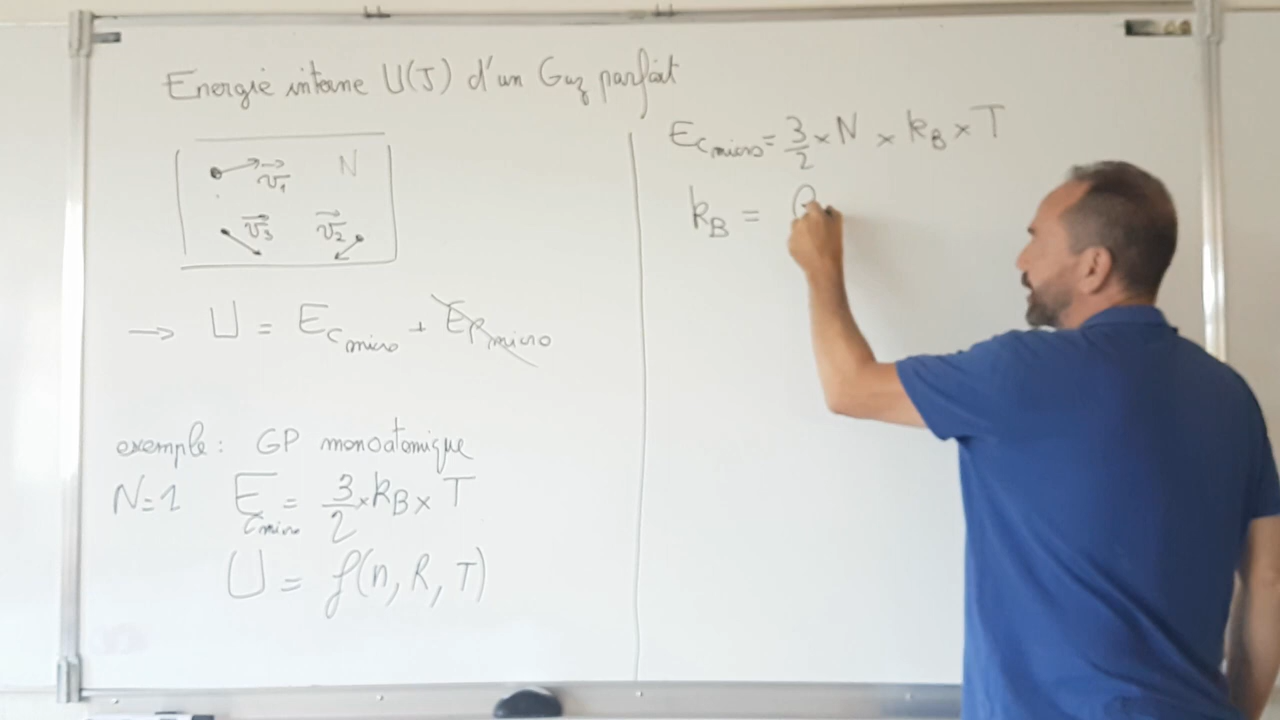 Energie interne U(J) d'un Gaz parfait
N
v₁
v₃ v₂
→ U = Ec micro + Ep micro
exemple : GP monoatomique
N=1 Ec micro = 3/2 × kB × T
U = f(n, R, T)
Ec micro = 3/2 × N × kB × T
kB = R